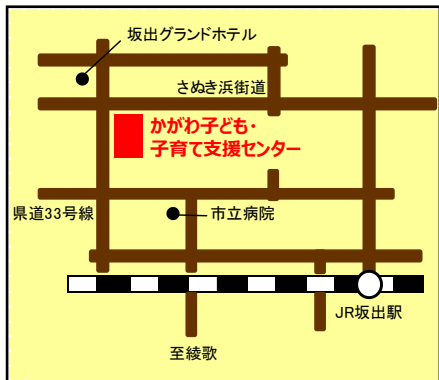 坂出グランドホテル
さぬき浜街道
かがわ子ども・
子育て支援センター
県道33号線
市立病院
JR坂出駅
至綾歌